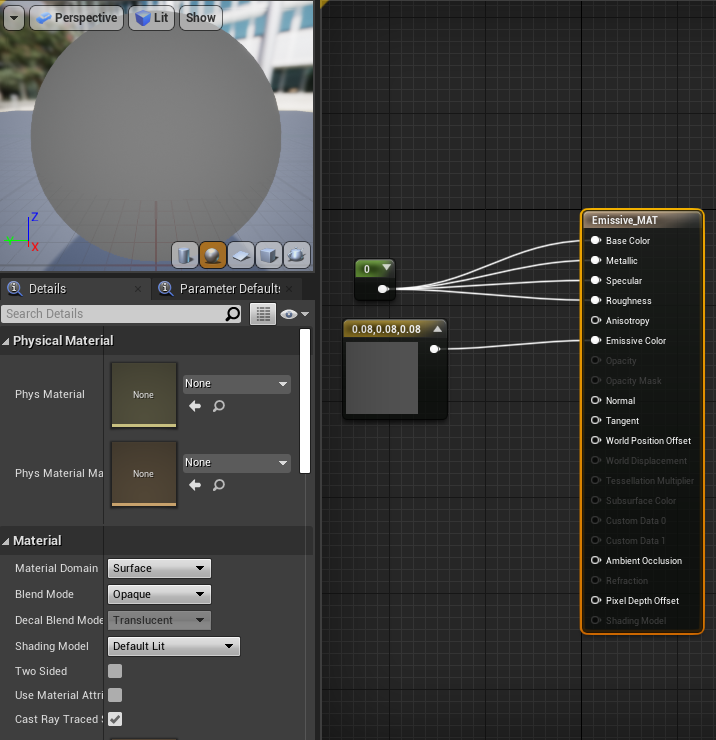 Perspective Lit Show
Z
Y
X
Details
Parameter Default
Search Details
Physical Material
Phys Material
None
None
Phys Material Ma
None
None
Material
Material Domain
Surface
Blend Mode
Opaque
Decal Blend Mode
Translucent
Shading Model
Default Lit
Two Sided
Use Material Attri
Cast Ray Traced S
0
0.08,0.08,0.08
Emissive_MAT
Base Color
Metallic
Specular
Roughness
Anisotropy
Emissive Color
Opacity
Opacity Mask
Normal
Tangent
World Position Offset
World Displacement
Tessellation Multiplier
Subsurface Color
Custom Data 0
Custom Data 1
Ambient Occlusion
Refraction
Pixel Depth Offset
Shading Model